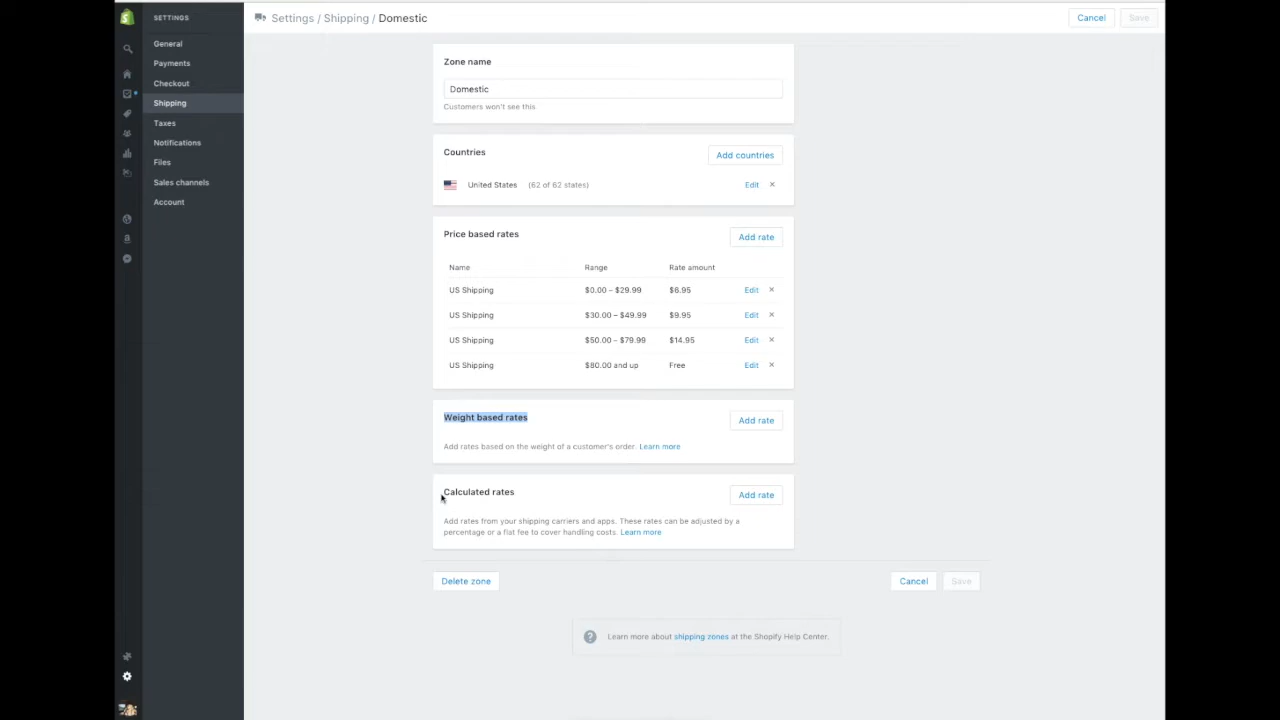 SETTINGS
General
Payments
Checkout
Shipping
Taxes
Notifications
Files
Sales channels
Account
Settings / Shipping / Domestic
Cancel
Save
Zone name
Domestic
Customers won't see this.
Countries
Add countries
United States (62 of 62 states)
Edit ×
Price based rates
Add rate
Name Range Rate amount
US Shipping $0.00 – $29.99 $6.95 Edit ×
US Shipping $30.00 – $49.99 $9.95 Edit ×
US Shipping $50.00 – $79.99 $14.95 Edit ×
US Shipping $80.00 and up Free Edit ×
Weight based rates
Add rate
Add rates based on the weight of a customer's order. Learn more
Calculated rates
Add rate
Add rates from your shipping carriers and apps. These rates can be adjusted by a
percentage or a flat fee to cover handling costs. Learn more
Delete zone
Cancel
Save
? Learn more about shipping zones at the Shopify Help Center.